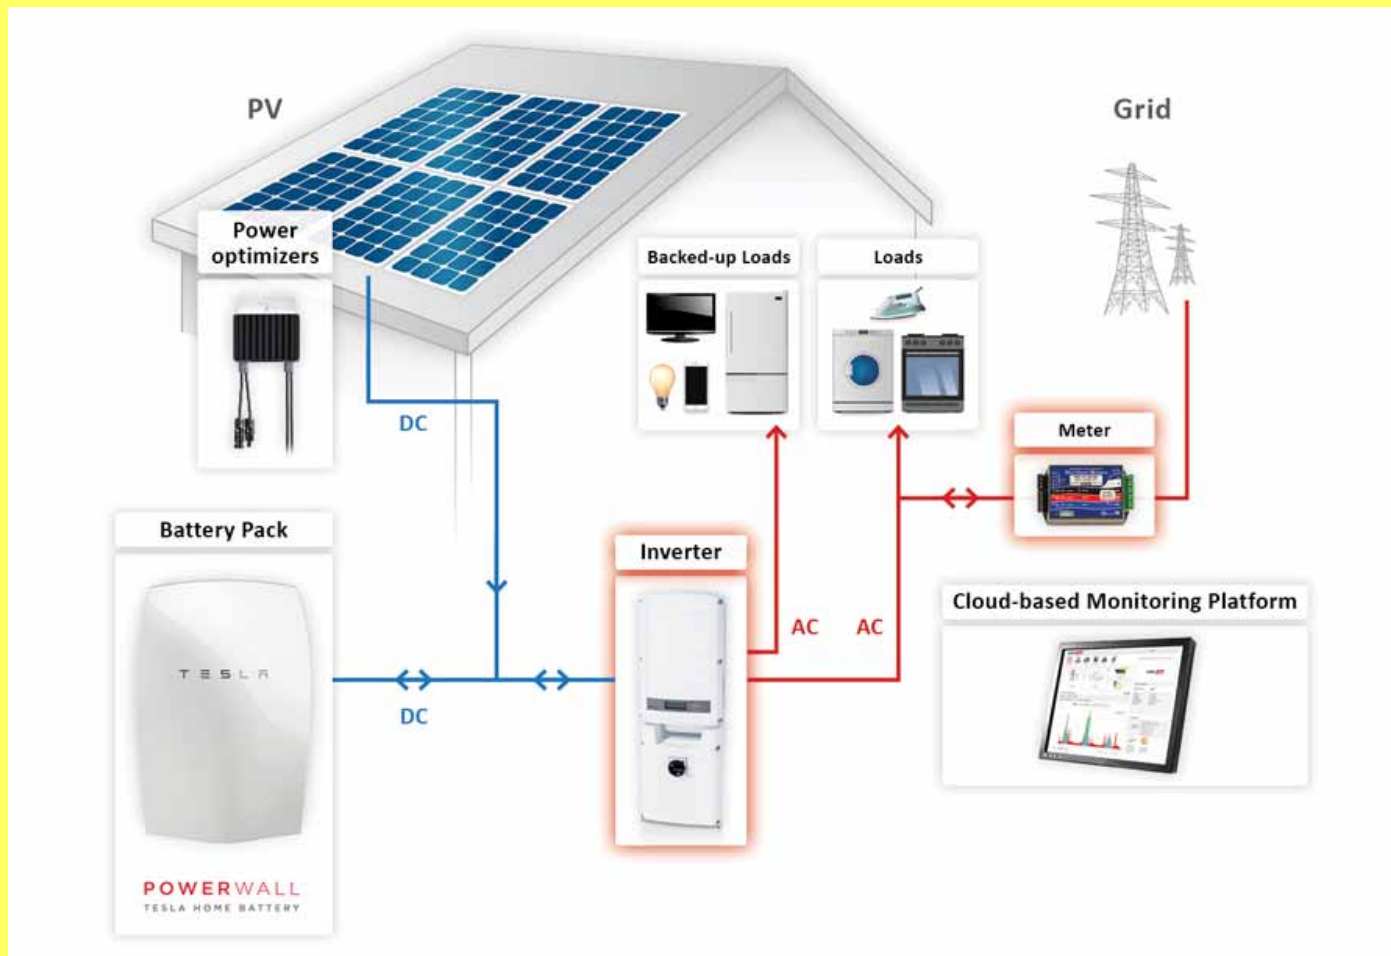 PV
Grid
Power
optimizers
Backed-up Loads
Loads
DC
Meter
Battery Pack
Inverter
Cloud-based Monitoring Platform
AC
AC
TESLA
DC
POWERWALL
TESLA HOME BATTERY